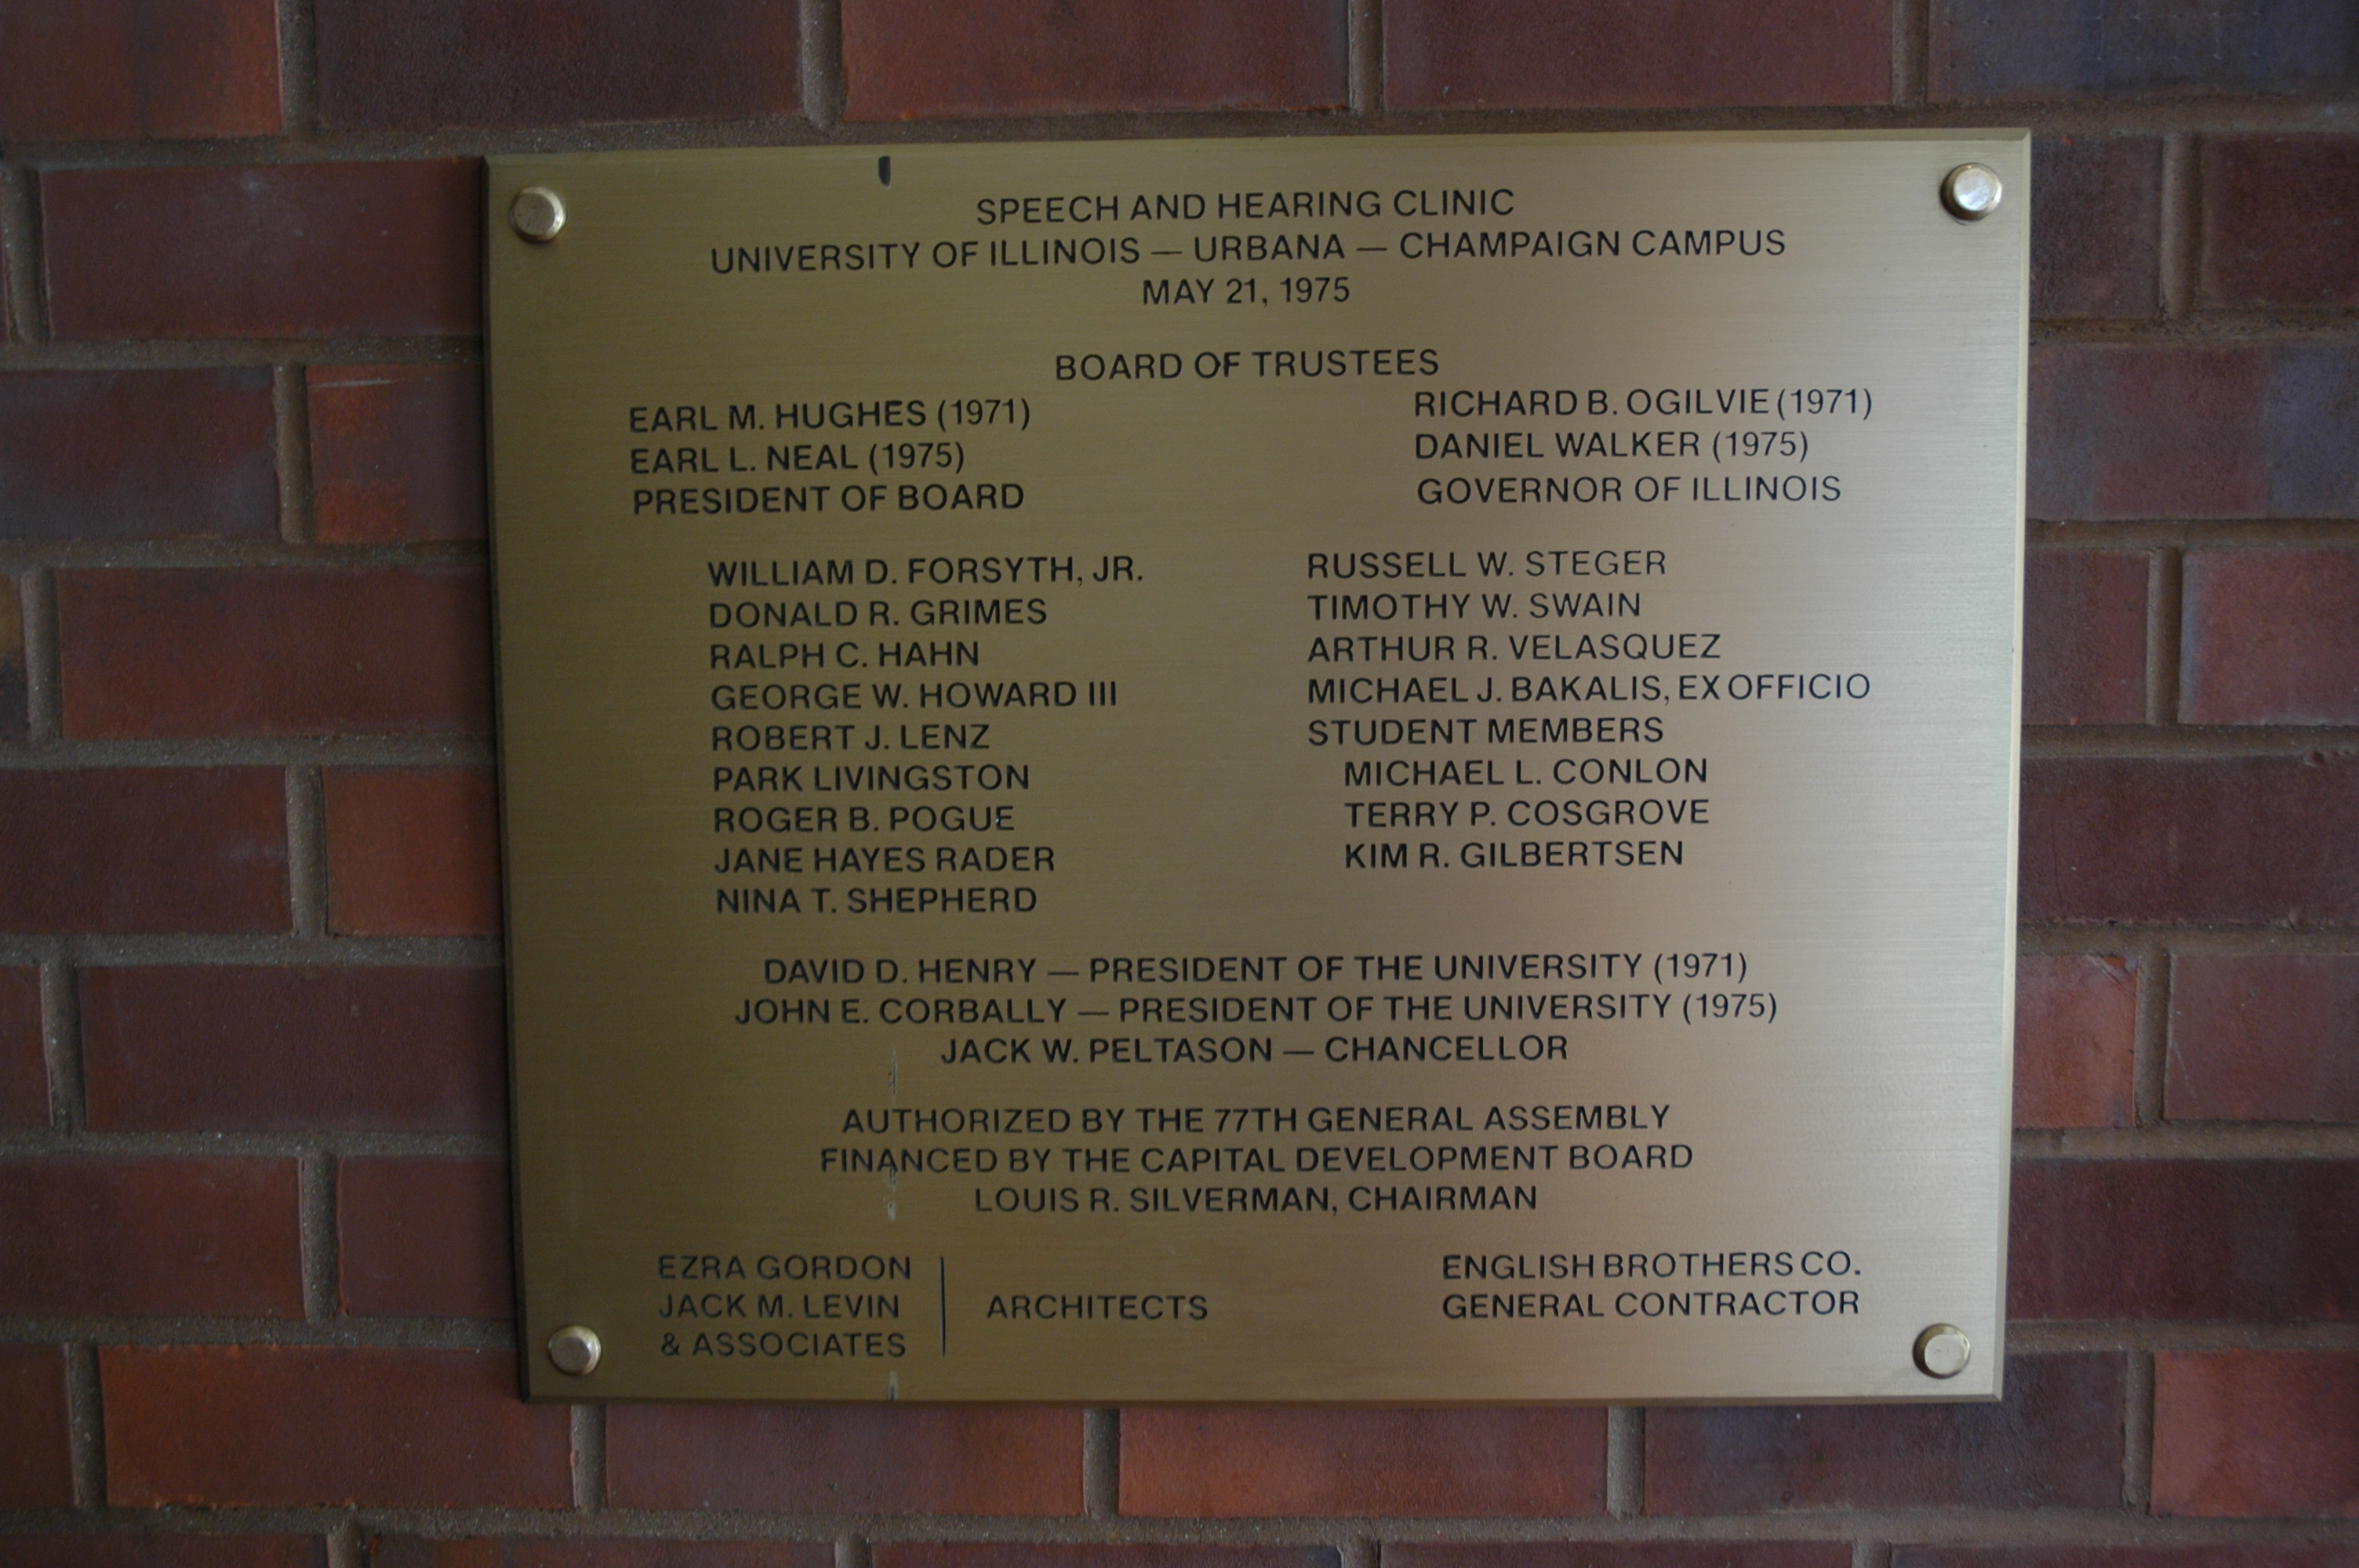 SPEECH AND HEARING CLINIC
UNIVERSITY OF ILLINOIS — URBANA — CHAMPAIGN CAMPUS
MAY 21, 1975
BOARD OF TRUSTEES
EARL M. HUGHES (1971)
EARL L. NEAL (1975)
PRESIDENT OF BOARD
RICHARD B. OGILVIE (1971)
DANIEL WALKER (1975)
GOVERNOR OF ILLINOIS
WILLIAM D. FORSYTH, JR.
DONALD R. GRIMES
RALPH C. HAHN
GEORGE W. HOWARD III
ROBERT J. LENZ
PARK LIVINGSTON
ROGER B. POGUE
JANE HAYES RADER
NINA T. SHEPHERD
RUSSELL W. STEGER
TIMOTHY W. SWAIN
ARTHUR R. VELASQUEZ
MICHAEL J. BAKALIS, EX OFFICIO
STUDENT MEMBERS
MICHAEL L. CONLON
TERRY P. COSGROVE
KIM R. GILBERTSEN
DAVID D. HENRY — PRESIDENT OF THE UNIVERSITY (1971)
JOHN E. CORBALLY — PRESIDENT OF THE UNIVERSITY (1975)
JACK W. PELTASON — CHANCELLOR
AUTHORIZED BY THE 77TH GENERAL ASSEMBLY
FINANCED BY THE CAPITAL DEVELOPMENT BOARD
LOUIS R. SILVERMAN, CHAIRMAN
EZRA GORDON
JACK M. LEVIN
& ASSOCIATES
ARCHITECTS
ENGLISH BROTHERS CO.
GENERAL CONTRACTOR